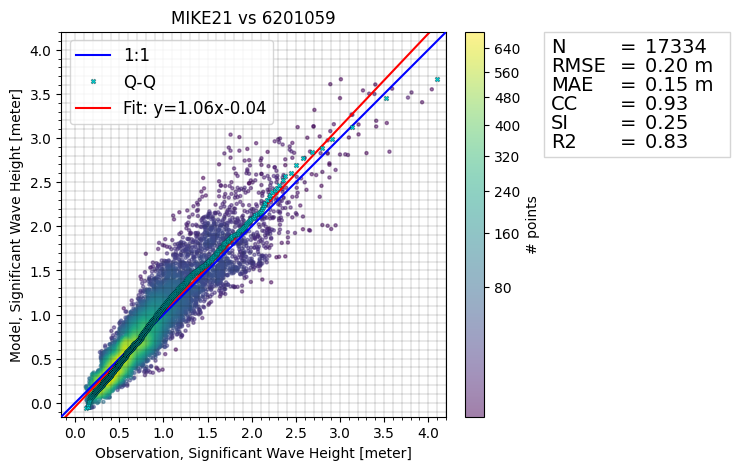 MIKE21 vs 6201059
1:1
Q-Q
Fit: y=1.06x-0.04
Model, Significant Wave Height [meter]
4.0
3.5
3.0
2.5
2.0
1.5
1.0
0.5
0.0
0.0 0.5 1.0 1.5 2.0 2.5 3.0 3.5 4.0
Observation, Significant Wave Height [meter]
640
560
480
400
320
240
160
80
# points
N = 17334
RMSE = 0.20 m
MAE = 0.15 m
CC = 0.93
SI = 0.25
R2 = 0.83